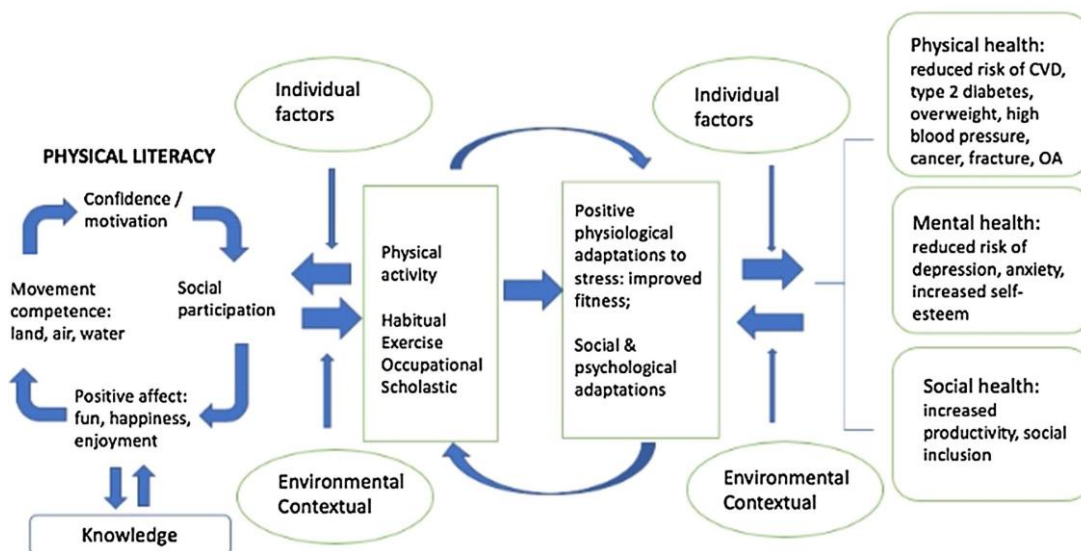 PHYSICAL LITERACY
Confidence /
motivation
Movement
competence:
land, air, water
Social
participation
Positive affect:
fun, happiness,
enjoyment
Knowledge
Individual
factors
Physical
activity
Habitual
Exercise
Occupational
Scholastic
Environmental
Contextual
Positive
physiological
adaptations to
stress: improved
fitness;
Social &
psychological
adaptations
Individual
factors
Environmental
Contextual
Physical health:
reduced risk of CVD,
type 2 diabetes,
overweight, high
blood pressure,
cancer, fracture, OA
Mental health:
reduced risk of
depression, anxiety,
increased self-
esteem
Social health:
increased
productivity, social
inclusion